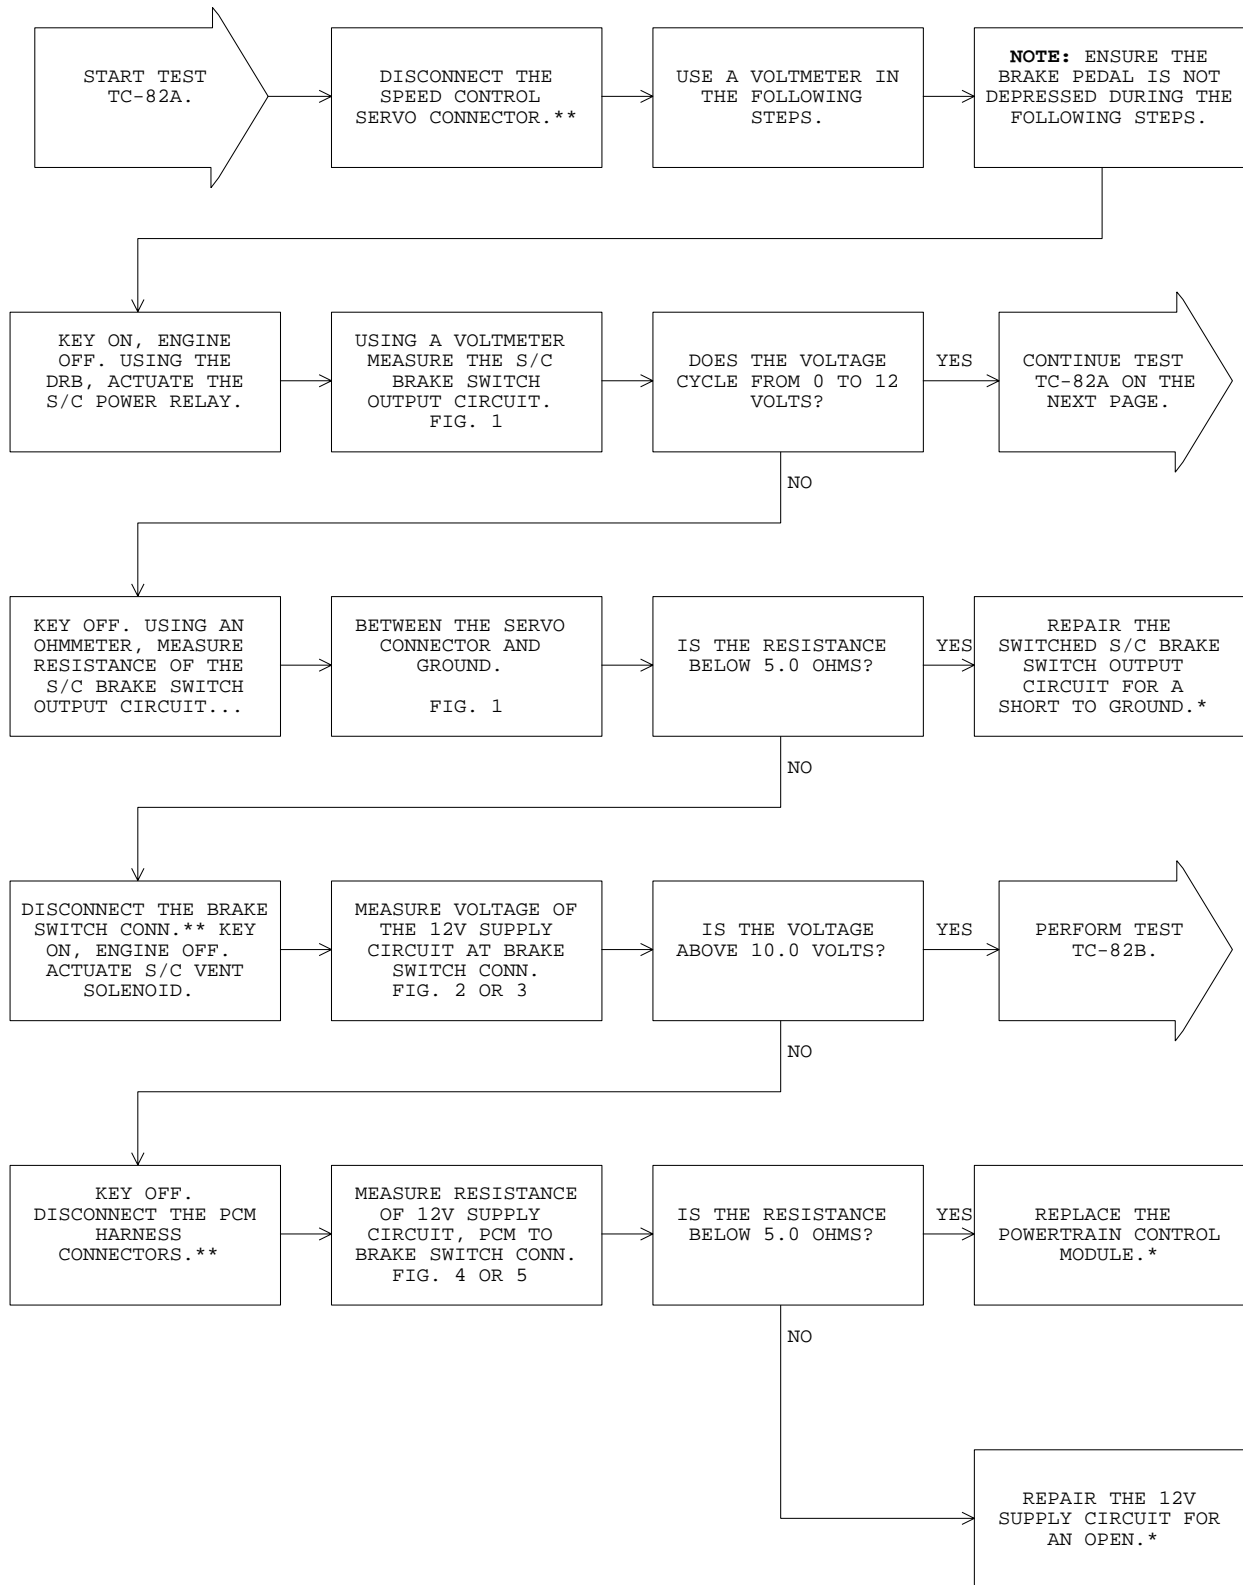 START TEST
TC-82A.
DISCONNECT THE
SPEED CONTROL
SERVO CONNECTOR.**
USE A VOLTMETER IN
THE FOLLOWING
STEPS.
NOTE: ENSURE THE
BRAKE PEDAL IS NOT
DEPRESSED DURING THE
FOLLOWING STEPS.
KEY ON, ENGINE
OFF. USING THE
DRB, ACTUATE THE
S/C POWER RELAY.
USING A VOLTMETER
MEASURE THE S/C
BRAKE SWITCH
OUTPUT CIRCUIT.
FIG. 1
DOES THE VOLTAGE
CYCLE FROM 0 TO 12
VOLTS?
YES
CONTINUE TEST
TC-82A ON THE
NEXT PAGE.
NO
KEY OFF. USING AN
OHMMETER, MEASURE
RESISTANCE OF THE
S/C BRAKE SWITCH
OUTPUT CIRCUIT...
BETWEEN THE SERVO
CONNECTOR AND
GROUND.
FIG. 1
IS THE RESISTANCE
BELOW 5.0 OHMS?
YES
REPAIR THE
SWITCHED S/C BRAKE
SWITCH OUTPUT
CIRCUIT FOR A
SHORT TO GROUND.*
NO
DISCONNECT THE BRAKE
SWITCH CONN.** KEY
ON, ENGINE OFF.
ACTUATE S/C VENT
SOLENOID.
MEASURE VOLTAGE OF
THE 12V SUPPLY
CIRCUIT AT BRAKE
SWITCH CONN.
FIG. 2 OR 3
IS THE VOLTAGE
ABOVE 10.0 VOLTS?
YES
PERFORM TEST
TC-82B.
NO
KEY OFF.
DISCONNECT THE PCM
HARNESS
CONNECTORS.**
MEASURE RESISTANCE
OF 12V SUPPLY
CIRCUIT, PCM TO
BRAKE SWITCH CONN.
FIG. 4 OR 5
IS THE RESISTANCE
BELOW 5.0 OHMS?
YES
REPLACE THE
POWERTRAIN CONTROL
MODULE.*
NO
REPAIR THE 12V
SUPPLY CIRCUIT FOR
AN OPEN.*